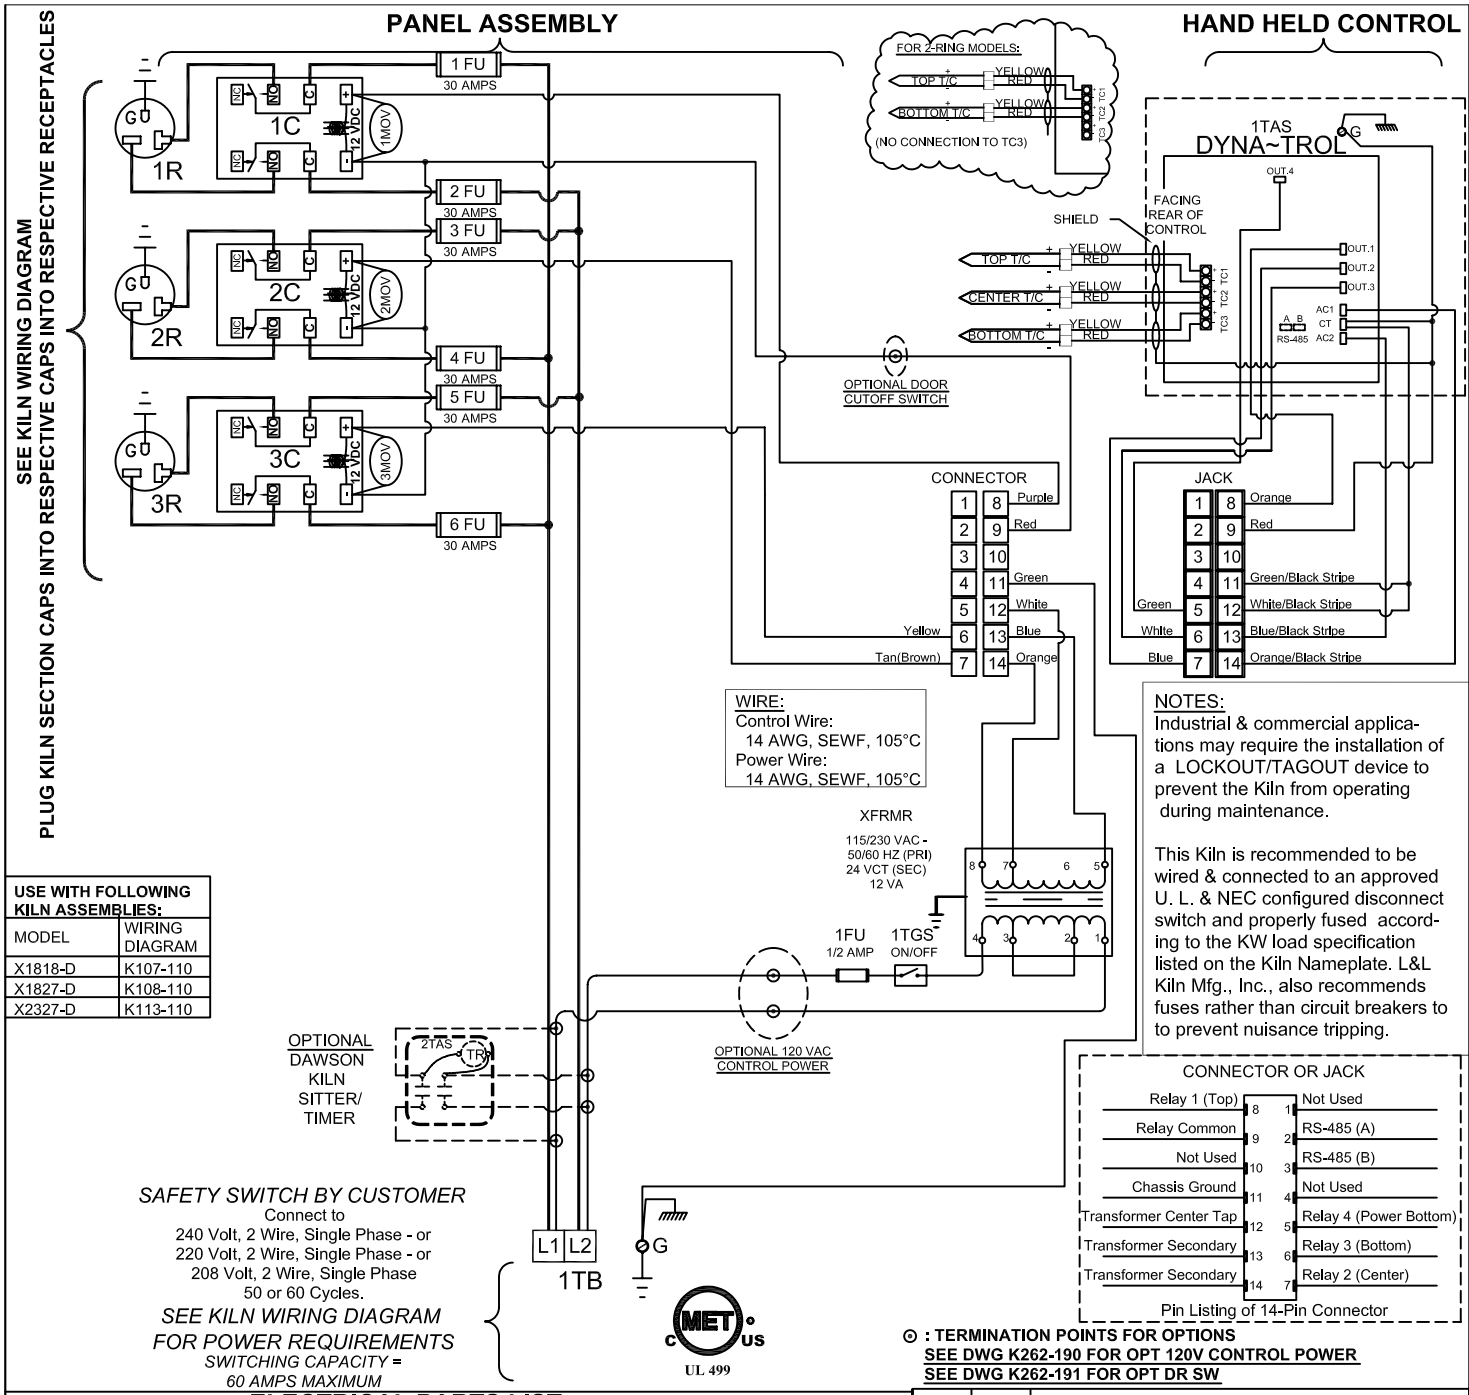 PANEL ASSEMBLY
HAND HELD CONTROL
SEE KILN WIRING DIAGRAM
PLUG KILN SECTION CAPS INTO RESPECTIVE CAPS INTO RESPECTIVE RECEPTACLES
G
1R
NC
NO
C
+
1C
12 VDC
1MOV
NC
NO
C
-
1 FU
30 AMPS
2 FU
30 AMPS
G
2R
NC
NO
C
+
2C
12 VDC
2MOV
NC
NO
C
-
3 FU
30 AMPS
4 FU
30 AMPS
G
3R
NC
NO
C
+
3C
12 VDC
3MOV
NC
NO
C
-
5 FU
30 AMPS
6 FU
30 AMPS
FOR 2-RING MODELS:
TOP T/C
+
-
YELLOW
RED
BOTTOM T/C
+
-
YELLOW
RED
TC1
TC2
TC3
(NO CONNECTION TO TC3)
1TAS
DYNA~TROL
G
OUT.4
FACING
REAR OF
CONTROL
SHIELD
TOP T/C
+
-
YELLOW
RED
CENTER T/C
+
-
YELLOW
RED
BOTTOM T/C
+
-
YELLOW
RED
TC1
TC2
TC3
OUT.1
OUT.2
OUT.3
A B
RS-485
AC1
CT
AC2
OPTIONAL DOOR
CUTOFF SWITCH
CONNECTOR
1 8 Purple
2 9 Red
3 10
4 11 Green
5 12 White
Yellow 6 13 Blue
Tan(Brown) 7 14 Orange
JACK
1 8 Orange
2 9 Red
3 10
4 11 Green/Black Stripe
Green 5 12 White/Black Stripe
White 6 13 Blue/Black Stripe
Blue 7 14 Orange/Black Stripe
WIRE:
Control Wire:
14 AWG, SEWF, 105°C
Power Wire:
14 AWG, SEWF, 105°C
NOTES:
Industrial & commercial applica-
tions may require the installation of
a LOCKOUT/TAGOUT device to
prevent the Kiln from operating
during maintenance.
This Kiln is recommended to be
wired & connected to an approved
U. L. & NEC configured disconnect
switch and properly fused accord-
ing to the KW load specification
listed on the Kiln Nameplate. L&L
Kiln Mfg., Inc., also recommends
fuses rather than circuit breakers to
to prevent nuisance tripping.
XFRMR
115/230 VAC -
50/60 HZ (PRI)
24 VCT (SEC)
12 VA
8 7 6 5
4 3 2 1
1FU
1/2 AMP
1TGS
ON/OFF
OPTIONAL 120 VAC
CONTROL POWER
USE WITH FOLLOWING
KILN ASSEMBLIES:
MODEL WIRING DIAGRAM
X1818-D K107-110
X1827-D K108-110
X2327-D K113-110
OPTIONAL
DAWSON
KILN
SITTER/
TIMER
2TAS
TR
SAFETY SWITCH BY CUSTOMER
Connect to
240 Volt, 2 Wire, Single Phase - or
220 Volt, 2 Wire, Single Phase - or
208 Volt, 2 Wire, Single Phase
50 or 60 Cycles.
SEE KILN WIRING DIAGRAM
FOR POWER REQUIREMENTS
SWITCHING CAPACITY =
60 AMPS MAXIMUM
L1 L2
1TB
G
MET
C US
UL 499
CONNECTOR OR JACK
Relay 1 (Top) 8 1 Not Used
Relay Common 9 2 RS-485 (A)
Not Used 10 3 RS-485 (B)
Chassis Ground 11 4 Not Used
Transformer Center Tap 12 5 Relay 4 (Power Bottom)
Transformer Secondary 13 6 Relay 3 (Bottom)
Transformer Secondary 14 7 Relay 2 (Center)
Pin Listing of 14-Pin Connector
: TERMINATION POINTS FOR OPTIONS
SEE DWG K262-190 FOR OPT 120V CONTROL POWER
SEE DWG K262-191 FOR OPT DR SW
ELECTRICAL PARTS LIST